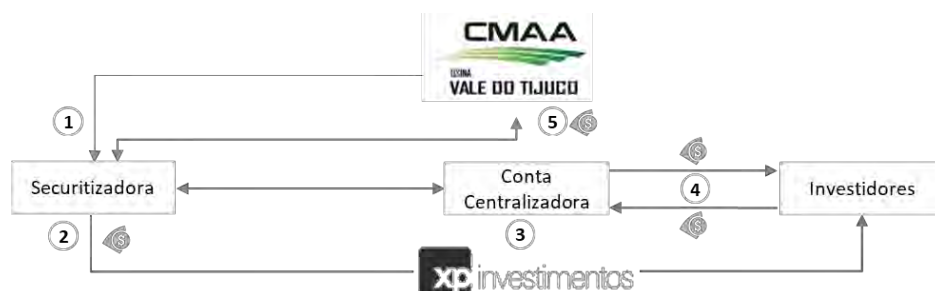 CMAA
USINA
VALE DO TIJUCO
1
5
$
$
Securitizadora
Conta
Centralizadora
4
Investidores
2
$
3
$
xp investimentos